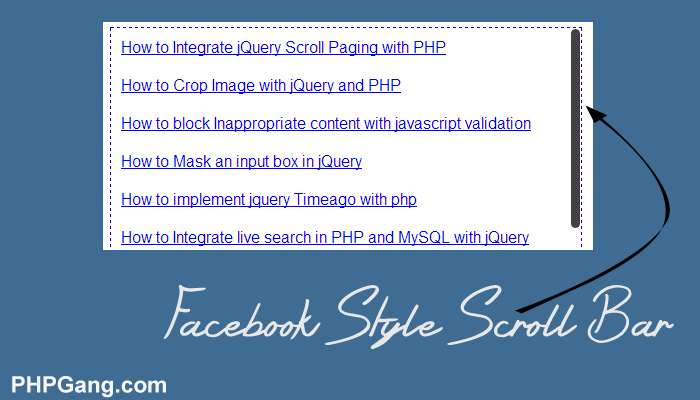 How to Integrate jQuery Scroll Paging with PHP
How to Crop Image with jQuery and PHP
How to block Inappropriate content with javascript validation
How to Mask an input box in jQuery
How to implement jquery Timeago with php
How to Integrate live search in PHP and MySQL with jQuery
Facebook Style Scroll Bar
PHPGang.com